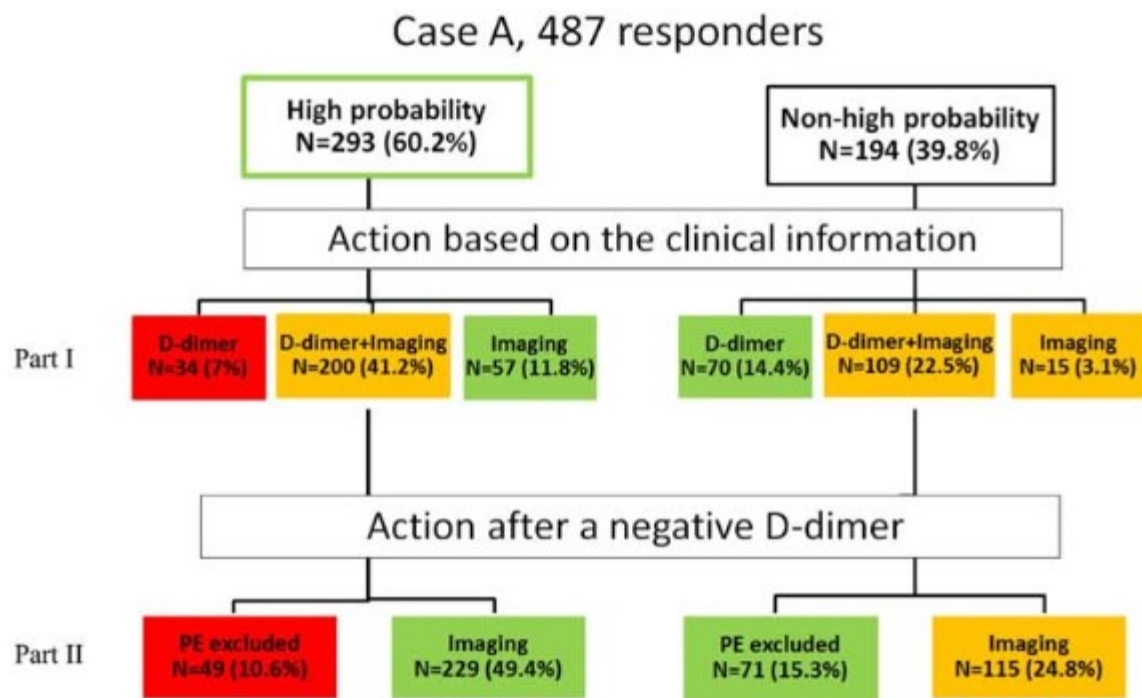 Case A, 487 responders
High probability
N=293 (60.2%)
Non-high probability
N=194 (39.8%)
Action based on the clinical information
Part I
D-dimer
N=34 (7%)
D-dimer+Imaging
N=200 (41.2%)
Imaging
N=57 (11.8%)
D-dimer
N=70 (14.4%)
D-dimer+Imaging
N=109 (22.5%)
Imaging
N=15 (3.1%)
Action after a negative D-dimer
Part II
PE excluded
N=49 (10.6%)
Imaging
N=229 (49.4%)
PE excluded
N=71 (15.3%)
Imaging
N=115 (24.8%)